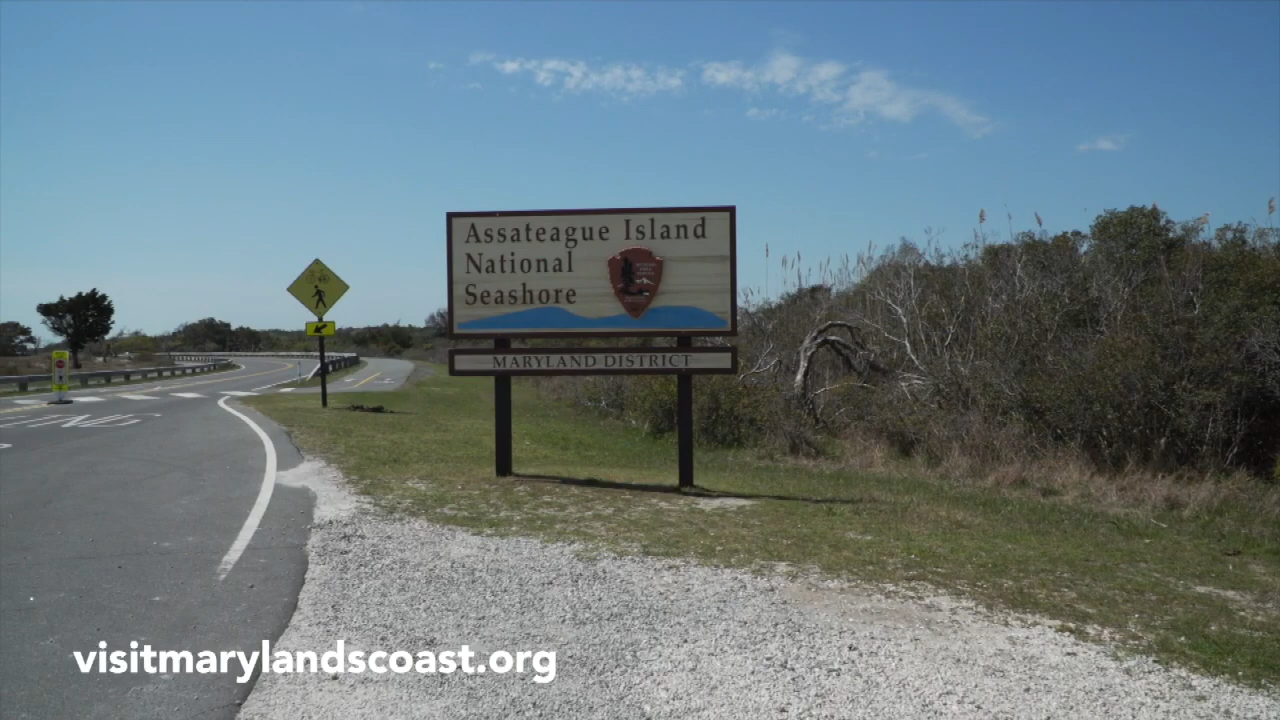 Assateague Island
National
Seashore
MARYLAND DISTRICT
visitmarylandscoast.org